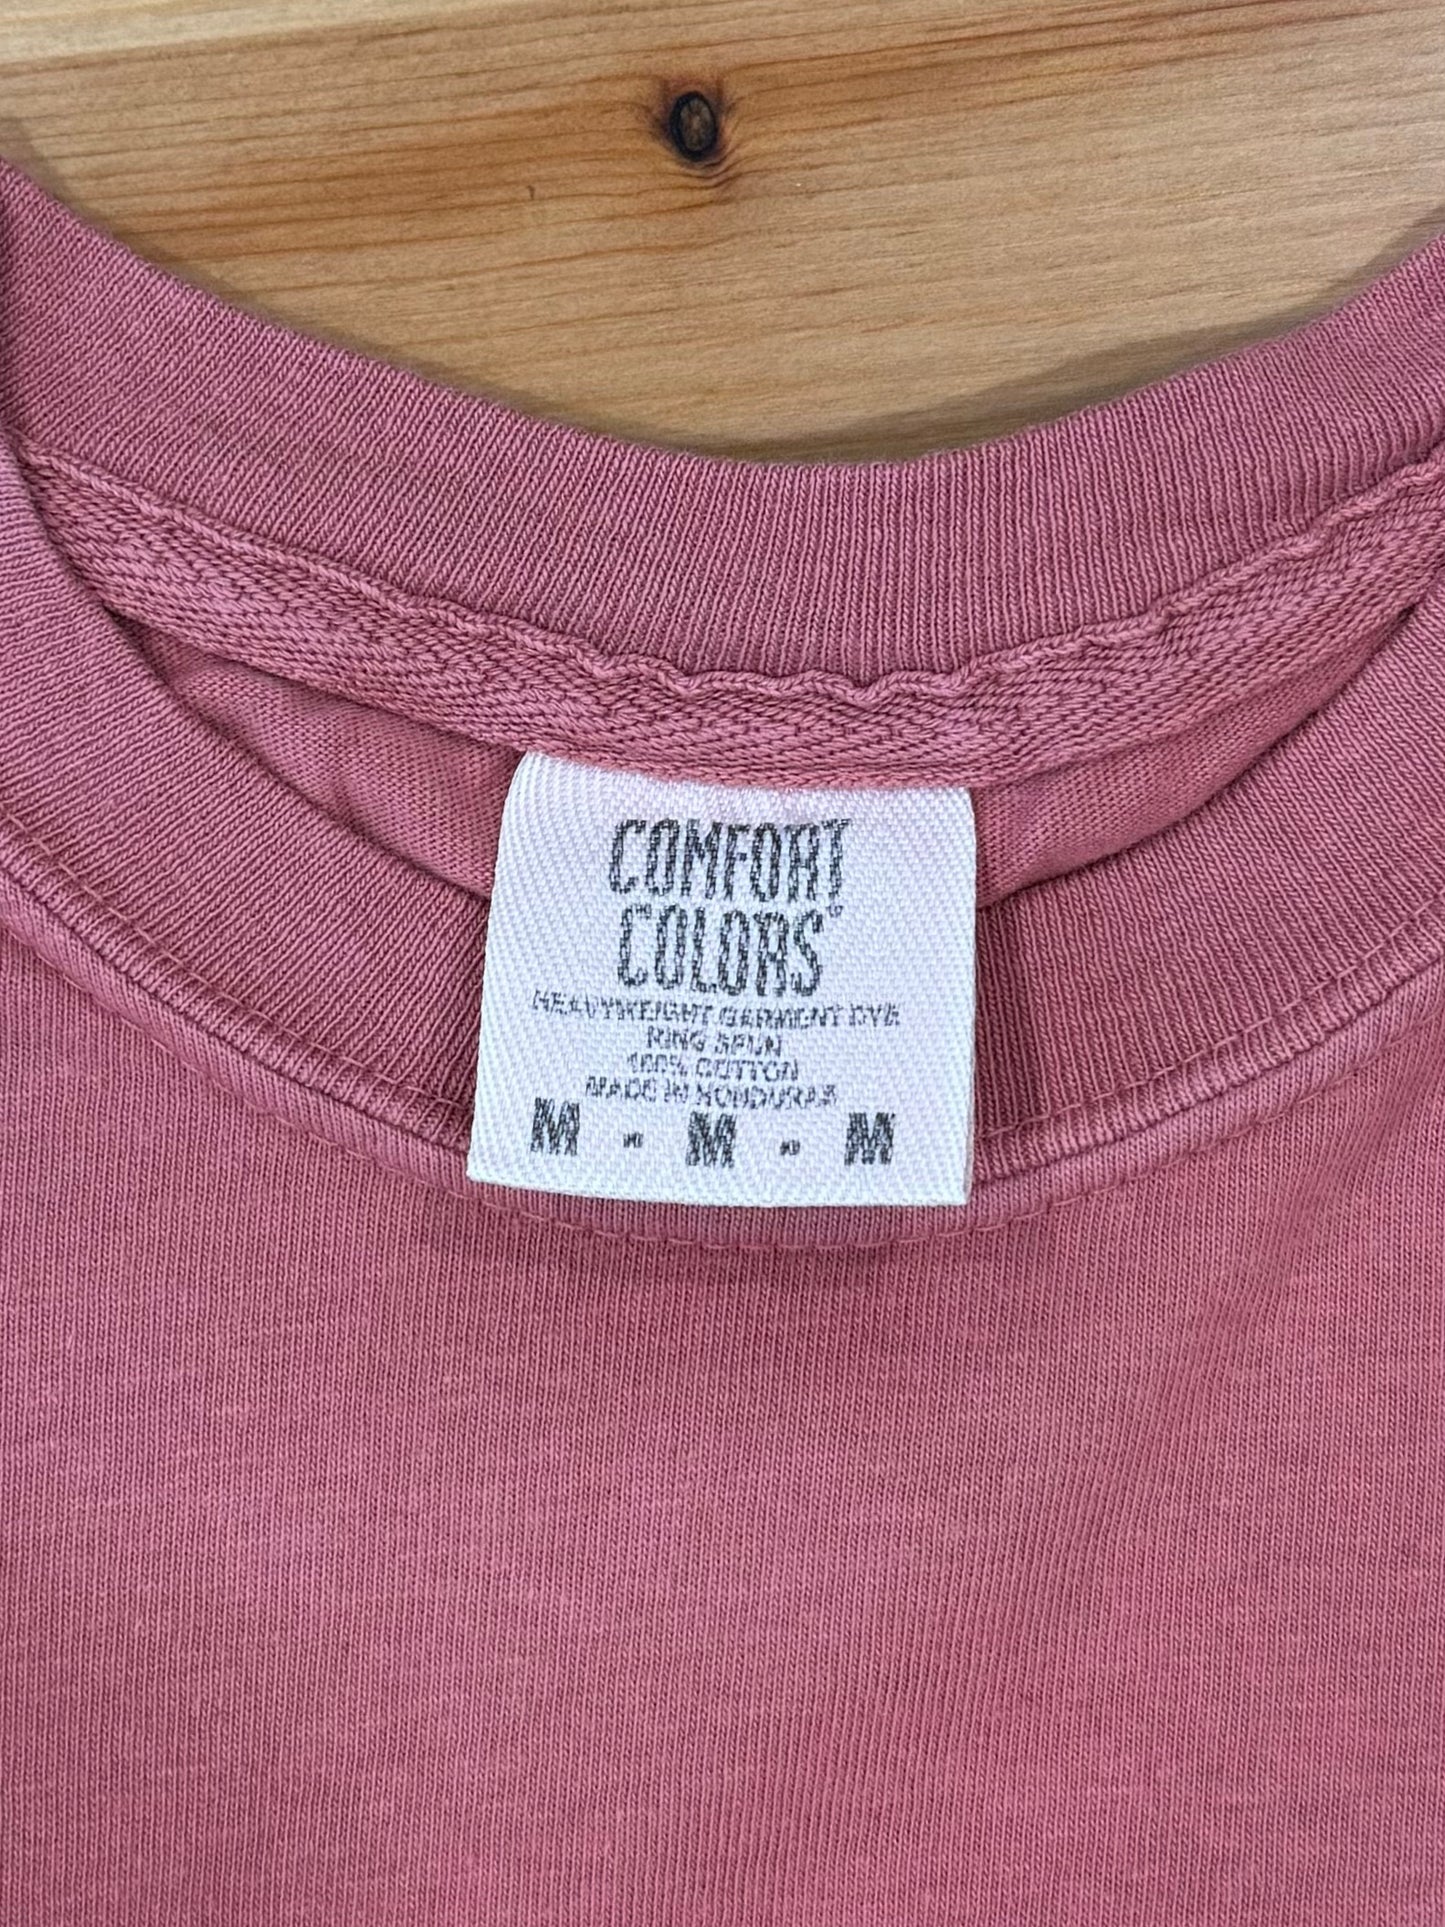 COMFORT
COLORS®
HEAVYWEIGHT GARMENT DYE
RING SPUN
100% COTTON
MADE IN HONDURAS
M - M - M